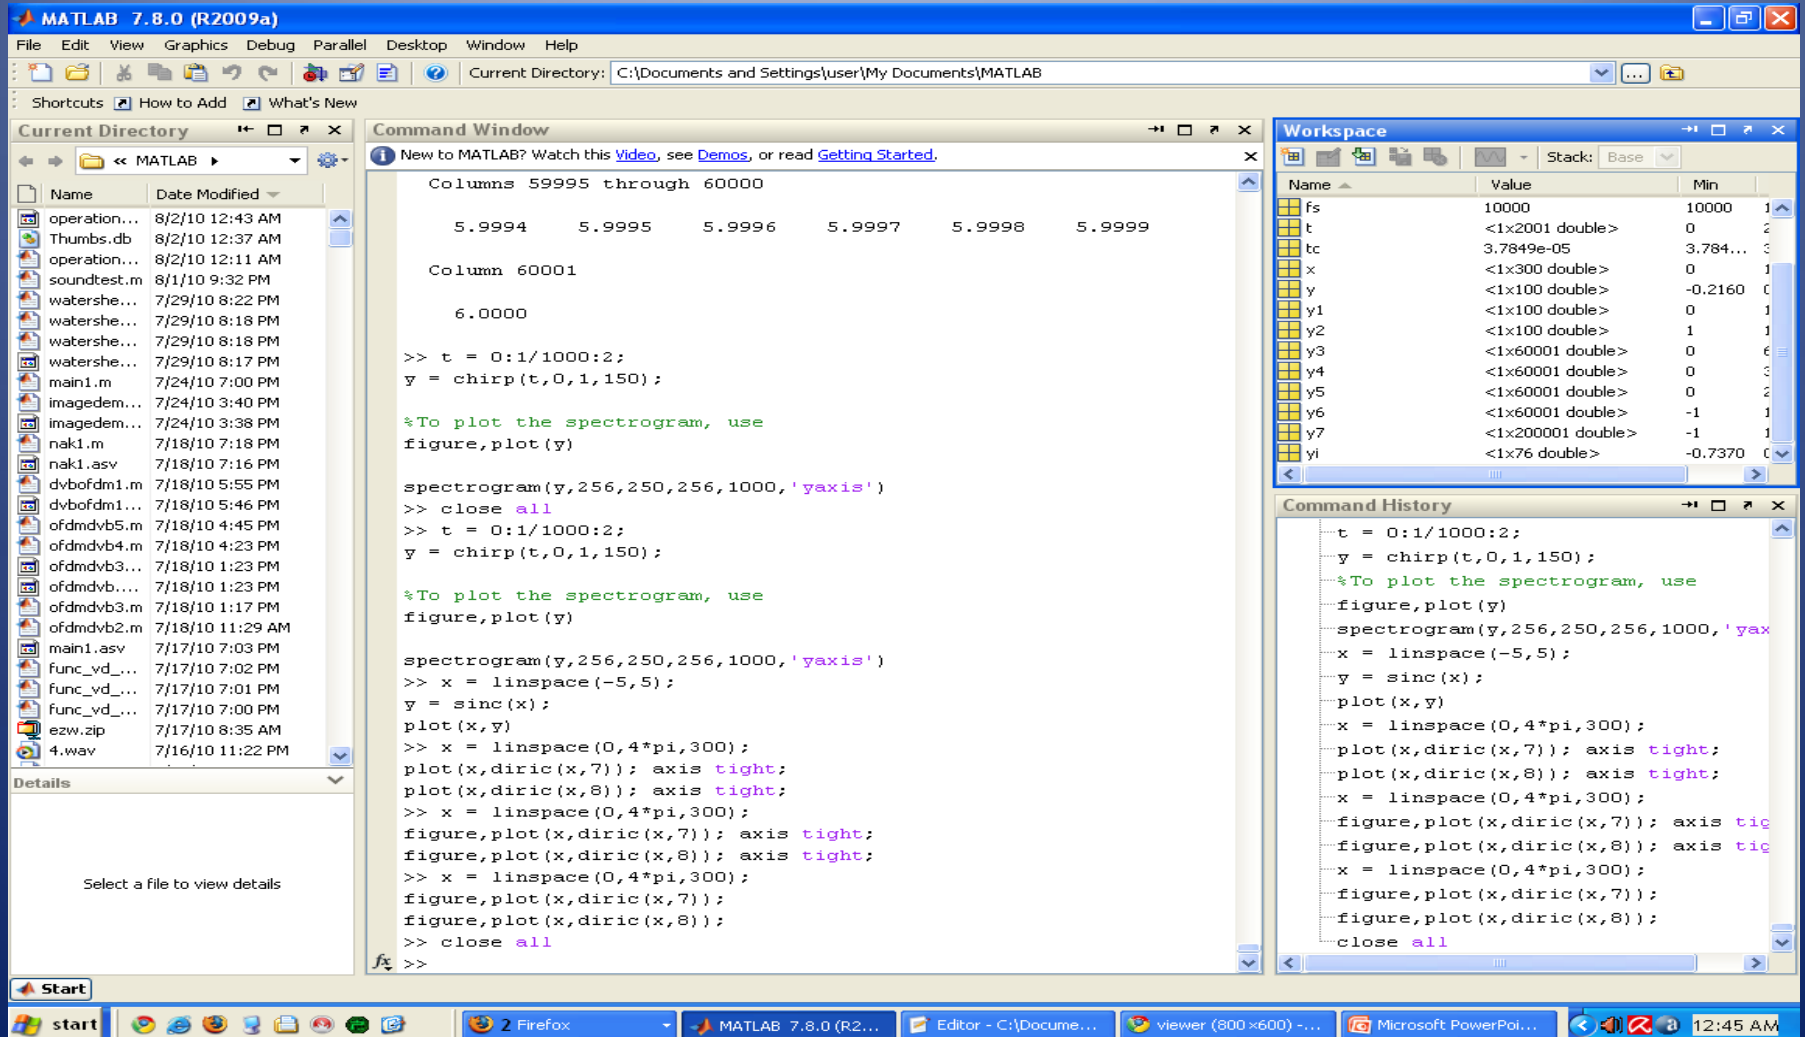 MATLAB 7.8.0 (R2009a)
File Edit View Graphics Debug Parallel Desktop Window Help
Current Directory: C:\Documents and Settings\user\My Documents\MATLAB
Shortcuts How to Add What's New
Current Directory
« MATLAB
Name Date Modified
operation... 8/2/10 12:43 AM
Thumbs.db 8/2/10 12:37 AM
operation... 8/2/10 12:11 AM
soundtest.m 8/1/10 9:32 PM
watershe... 7/29/10 8:22 PM
watershe... 7/29/10 8:18 PM
watershe... 7/29/10 8:18 PM
watershe... 7/29/10 8:17 PM
main1.m 7/24/10 7:00 PM
imagedem... 7/24/10 3:40 PM
imagedem... 7/24/10 3:38 PM
nak1.m 7/18/10 7:18 PM
nak1.asv 7/18/10 7:16 PM
dvbofdm1.m 7/18/10 5:55 PM
dvbofdm1... 7/18/10 5:46 PM
ofdmdvb5.m 7/18/10 4:45 PM
ofdmdvb4.m 7/18/10 4:23 PM
ofdmdvb3... 7/18/10 1:23 PM
ofdmdvb.... 7/18/10 1:23 PM
ofdmdvb3.m 7/18/10 1:17 PM
ofdmdvb2.m 7/18/10 11:29 AM
main1.asv 7/17/10 7:03 PM
func_vd_... 7/17/10 7:02 PM
func_vd_... 7/17/10 7:01 PM
func_vd_... 7/17/10 7:00 PM
ezw.zip 7/17/10 8:35 AM
4.wav 7/16/10 11:22 PM
Details
Select a file to view details
Command Window
New to MATLAB? Watch this Video, see Demos, or read Getting Started.
Columns 59995 through 60000
5.9994 5.9995 5.9996 5.9997 5.9998 5.9999
Column 60001
6.0000
>> t = 0:1/1000:2;
y = chirp(t,0,1,150);
%To plot the spectrogram, use
figure,plot(y)
spectrogram(y,256,250,256,1000,'yaxis')
>> close all
>> t = 0:1/1000:2;
y = chirp(t,0,1,150);
%To plot the spectrogram, use
figure,plot(y)
spectrogram(y,256,250,256,1000,'yaxis')
>> x = linspace(-5,5);
y = sinc(x);
plot(x,y)
>> x = linspace(0,4*pi,300);
plot(x,diric(x,7)); axis tight;
plot(x,diric(x,8)); axis tight;
>> x = linspace(0,4*pi,300);
figure,plot(x,diric(x,7)); axis tight;
figure,plot(x,diric(x,8)); axis tight;
>> x = linspace(0,4*pi,300);
figure,plot(x,diric(x,7));
figure,plot(x,diric(x,8));
>> close all
fx >>
Workspace
Stack: Base
Name Value Min
fs 10000 10000 1
t <1x2001 double> 0 2
tc 3.7849e-05 3.784... 3
x <1x300 double> 0 1
y <1x100 double> -0.2160
y1 <1x100 double> 0 1
y2 <1x100 double> 1 1
y3 <1x60001 double> 0 6
y4 <1x60001 double> 0 3
y5 <1x60001 double> 0 2
y6 <1x60001 double> -1 1
y7 <1x200001 double> -1 1
yi <1x76 double> -0.7370
Command History
t = 0:1/1000:2;
y = chirp(t,0,1,150);
%To plot the spectrogram, use
figure,plot(y)
spectrogram(y,256,250,256,1000,'yax
x = linspace(-5,5);
y = sinc(x);
plot(x,y)
x = linspace(0,4*pi,300);
plot(x,diric(x,7)); axis tight;
plot(x,diric(x,8)); axis tight;
x = linspace(0,4*pi,300);
figure,plot(x,diric(x,7)); axis tig
figure,plot(x,diric(x,8)); axis tig
x = linspace(0,4*pi,300);
figure,plot(x,diric(x,7));
figure,plot(x,diric(x,8));
close all
Start
start 2 Firefox MATLAB 7.8.0 (R2... Editor - C:\Docume... viewer (800×600) -... Microsoft PowerPoi... 12:45 AM